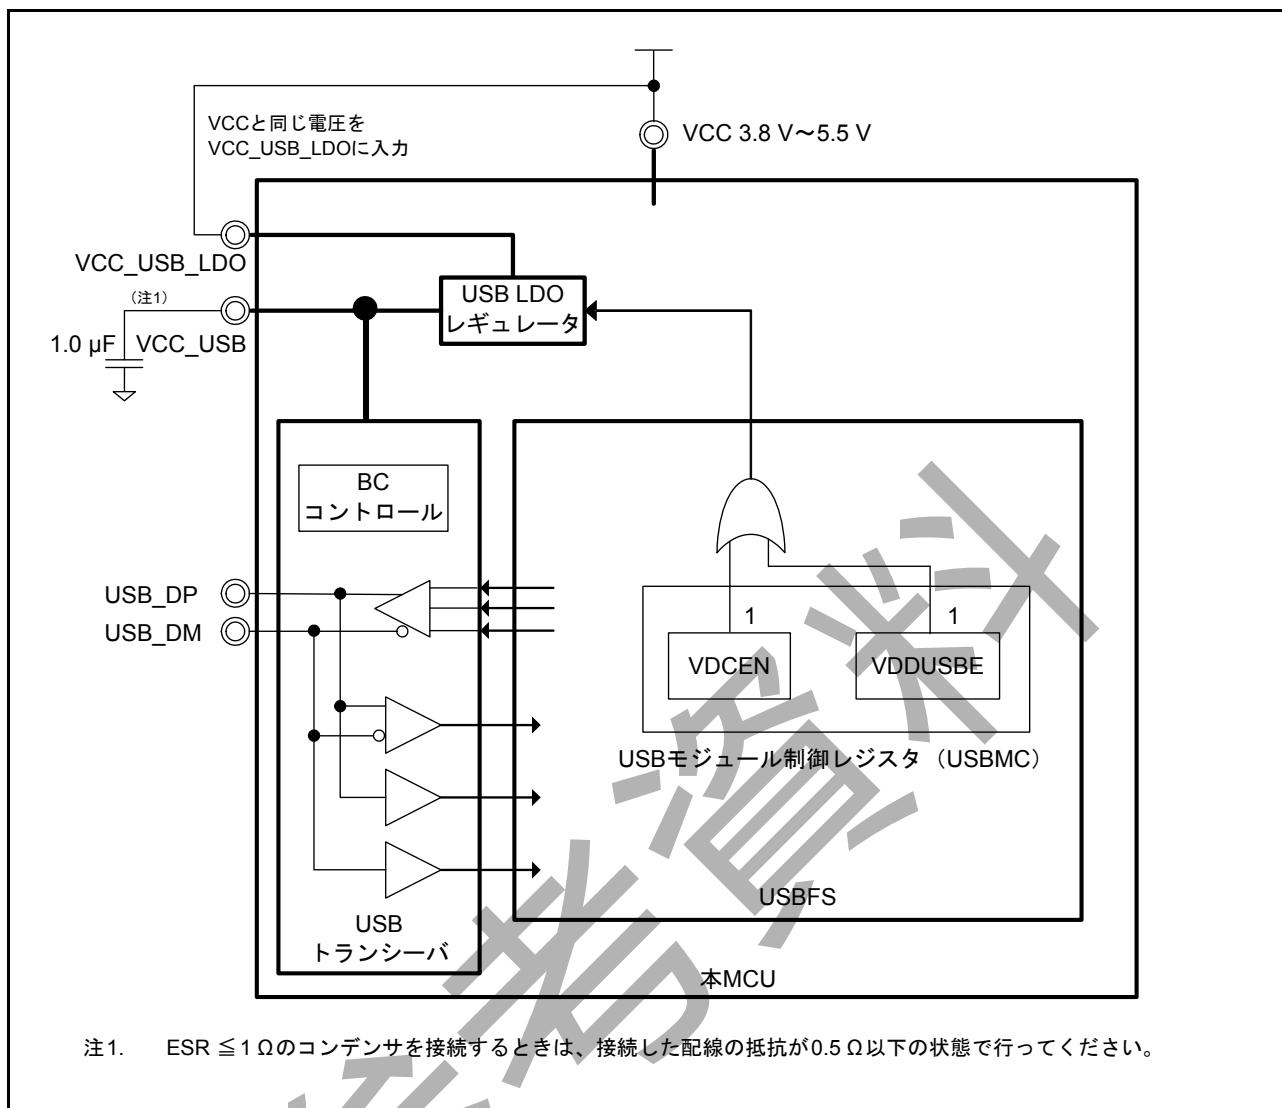 VCCと同じ電圧を
VCC_USB_LDOに入力
VCC 3.8 V～5.5 V
VCC_USB_LDO
（注1）
1.0 µF
VCC_USB
USB LDO
レギュレータ
BC
コントロール
USB_DP
USB_DM
1
1
VDCEN
VDDUSBE
USBモジュール制御レジスタ（USBMC）
USBFS
USB
トランシーバ
本MCU
注1. ESR ≦ 1 Ωのコンデンサを接続するときは、接続した配線の抵抗が0.5 Ω以下の状態で行ってください。
考資料